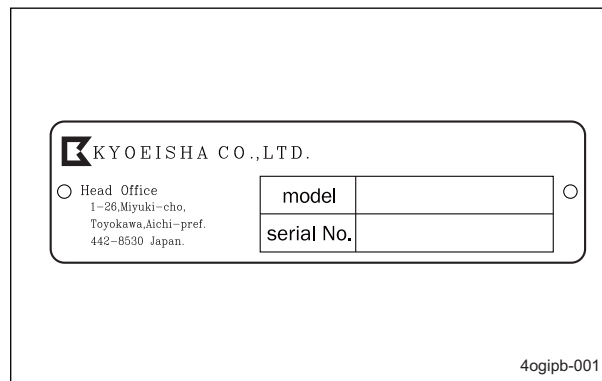 KYOEISHA CO.,LTD.
Head Office
1-26,Miyuki-cho,
Toyokawa,Aichi-pref.
442-8530 Japan.
model
serial No.
4ogipb-001